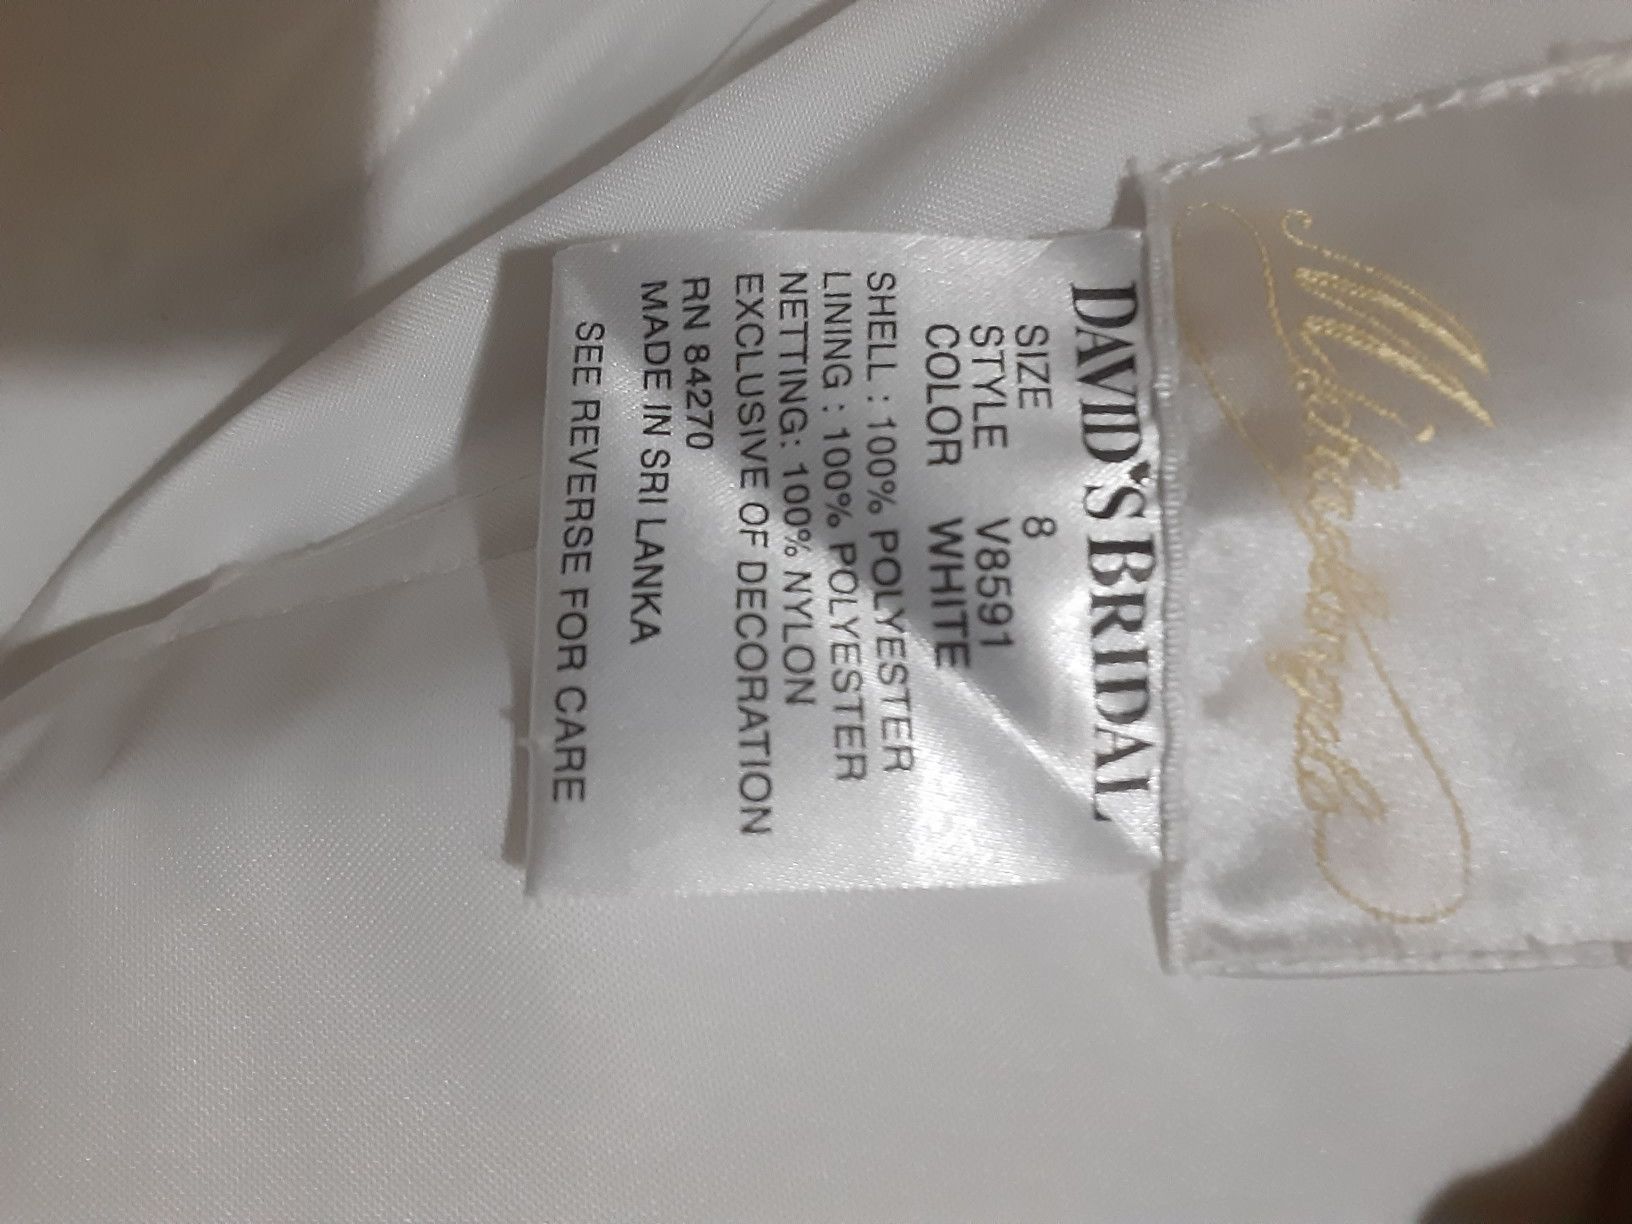 Michaelangelo
DAVID'S BRIDAL
SIZE 8
STYLE V8591
COLOR WHITE
SHELL : 100% POLYESTER
LINING : 100% POLYESTER
NETTING: 100% NYLON
EXCLUSIVE OF DECORATION
RN 84270
MADE IN SRI LANKA
SEE REVERSE FOR CARE